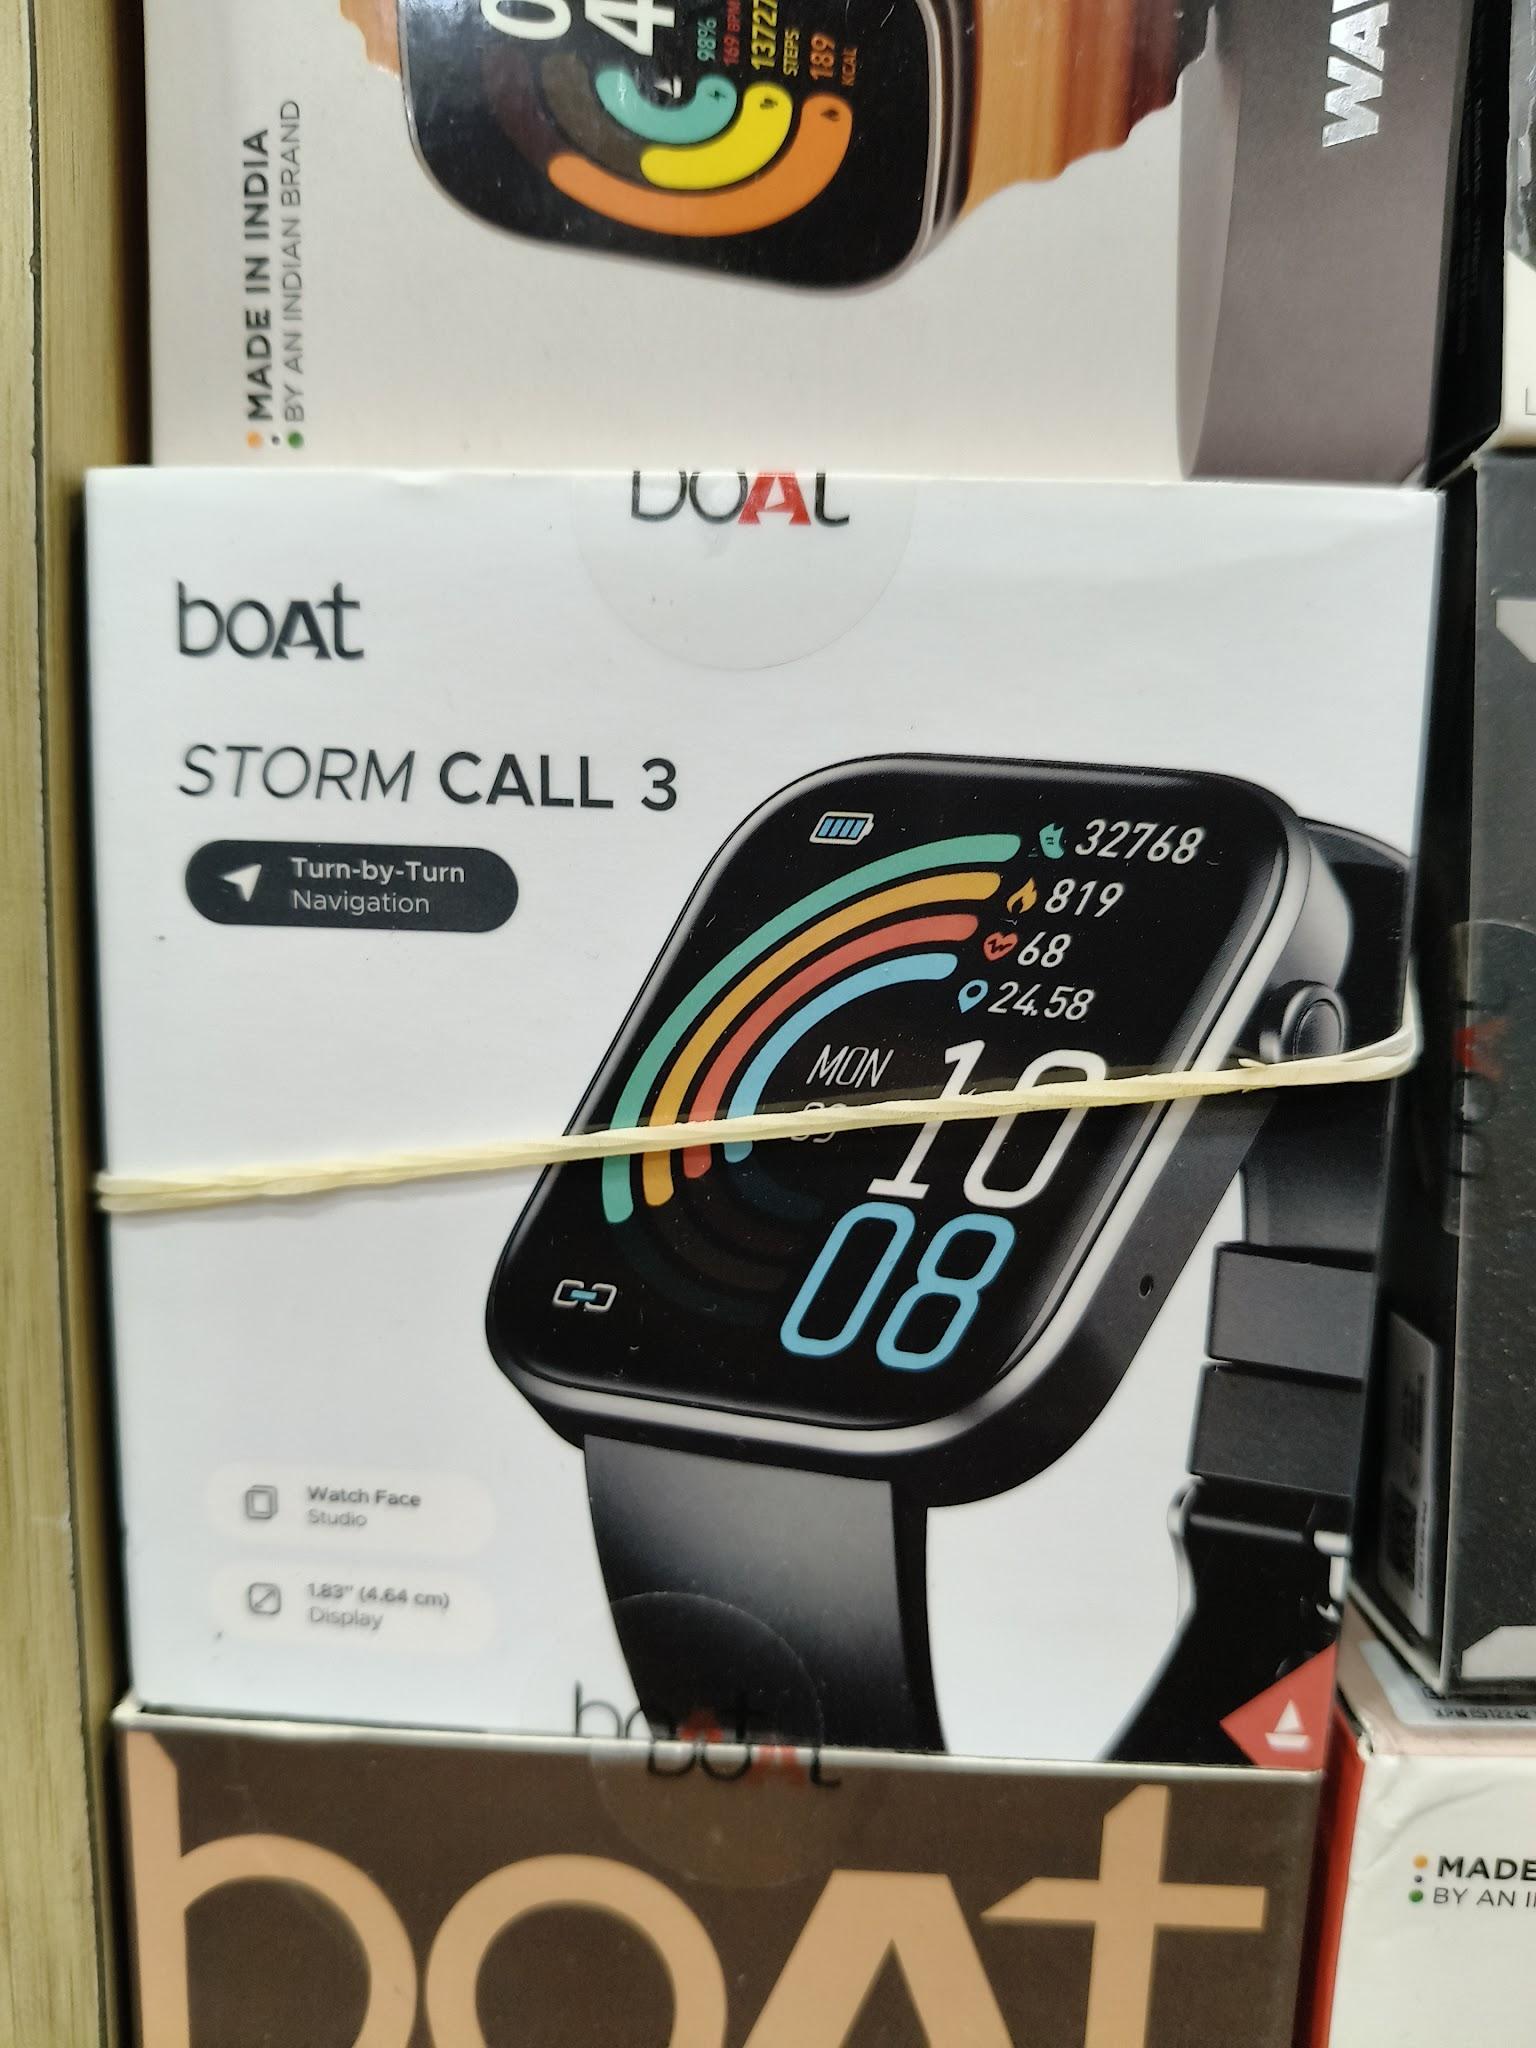 98%
169 BPM
13727
STEPS
189
KCAL
WAV
MADE IN INDIA
BY AN INDIAN BRAND
boAt
boAt
STORM CALL 3
Turn-by-Turn
Navigation
32768
819
68
24.58
MON
10
08
Watch Face
Studio
1.83" (4.64 cm)
Display
boAt
boAt
boAt
MADE
BY AN I